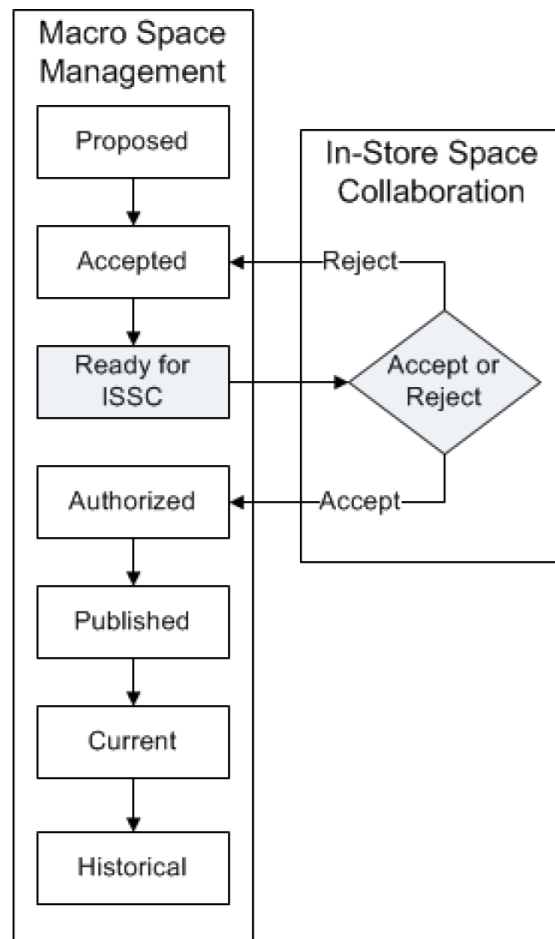 Macro Space
Management
Proposed
Accepted
Ready for
ISSC
Authorized
Published
Current
Historical
In-Store Space
Collaboration
Reject
Accept or
Reject
Accept